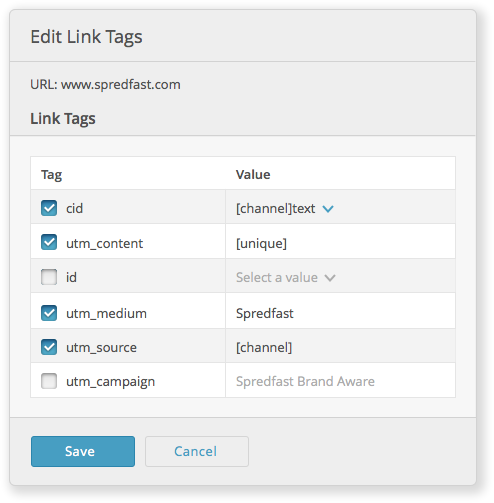 Edit Link Tags
URL: www.spredfast.com
Link Tags
Tag Value
cid [channel]text
utm_content [unique]
id Select a value
utm_medium Spredfast
utm_source [channel]
utm_campaign Spredfast Brand Aware
Save Cancel